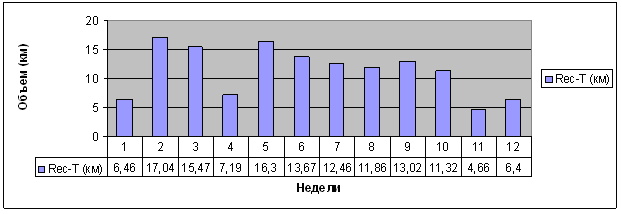 Объем (км)
20
15
10
5
0
Rec-T (км)
1 2 3 4 5 6 7 8 9 10 11 12
Rec-T (км) 6,46 17,04 15,47 7,19 16,3 13,67 12,46 11,86 13,02 11,32 4,66 6,4
Недели